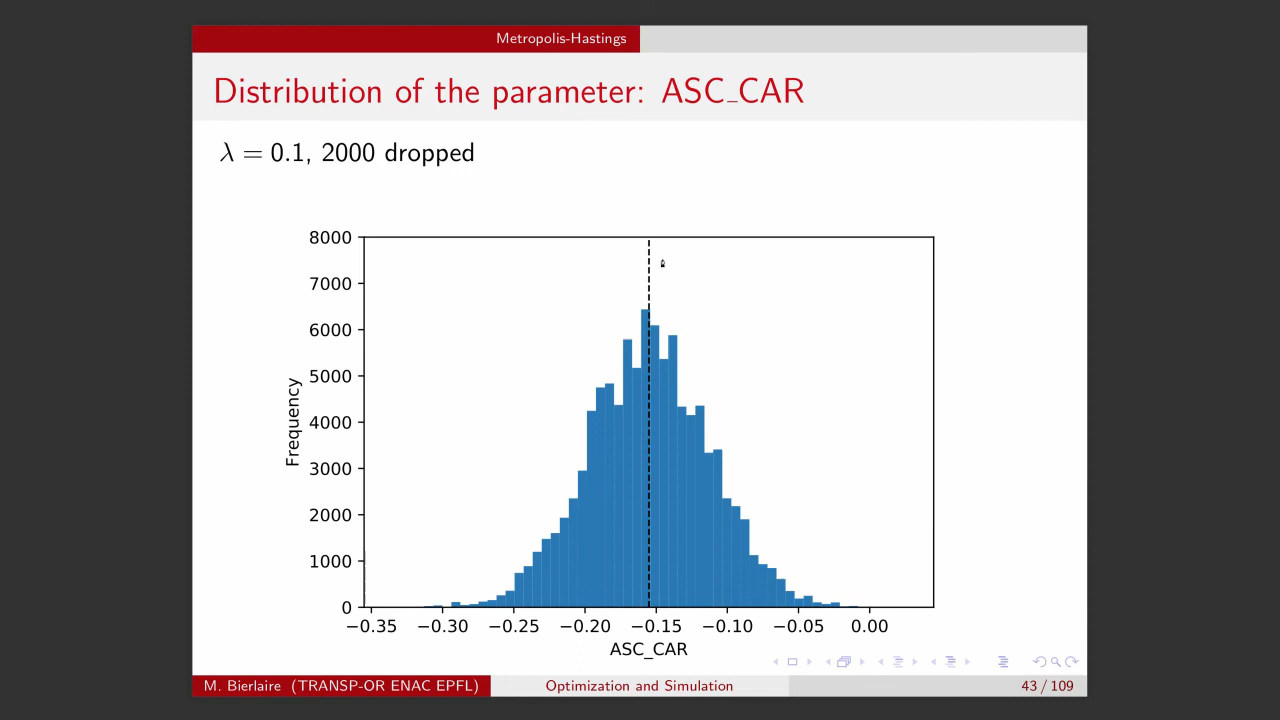 Metropolis-Hastings
Distribution of the parameter: ASC_CAR
λ = 0.1, 2000 dropped
8000
7000
6000
5000
4000
3000
2000
1000
0
Frequency
−0.35 −0.30 −0.25 −0.20 −0.15 −0.10 −0.05 0.00
ASC_CAR
M. Bierlaire (TRANSP-OR ENAC EPFL) Optimization and Simulation 43 / 109